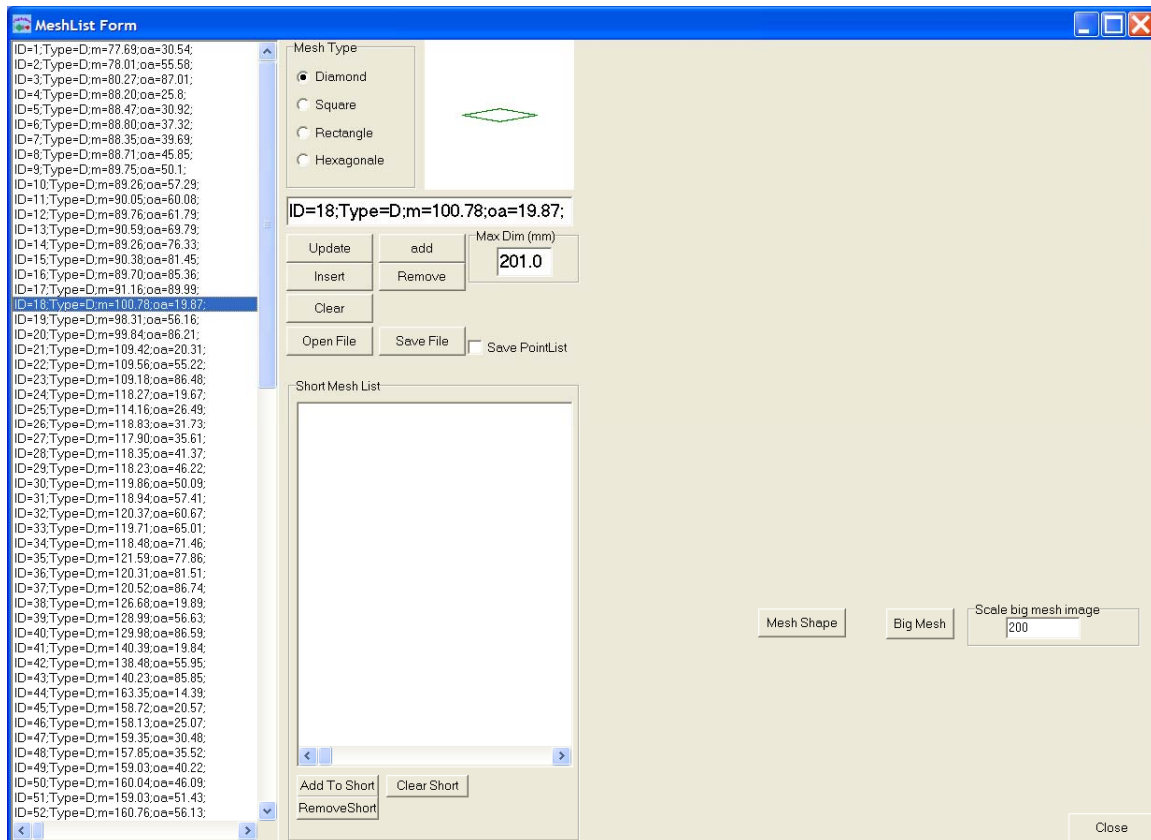 MeshList Form
ID=1;Type=D;m=77.69;oa=30.54;
ID=2;Type=D;m=78.01;oa=55.58;
ID=3;Type=D;m=80.27;oa=87.01;
ID=4;Type=D;m=88.20;oa=25.8;
ID=5;Type=D;m=88.47;oa=30.92;
ID=6;Type=D;m=88.80;oa=37.32;
ID=7;Type=D;m=88.35;oa=39.69;
ID=8;Type=D;m=88.71;oa=45.85;
ID=9;Type=D;m=89.75;oa=50.1;
ID=10;Type=D;m=89.26;oa=57.29;
ID=11;Type=D;m=90.05;oa=60.08;
ID=12;Type=D;m=89.76;oa=61.79;
ID=13;Type=D;m=90.59;oa=69.79;
ID=14;Type=D;m=89.26;oa=76.33;
ID=15;Type=D;m=90.38;oa=81.45;
ID=16;Type=D;m=89.70;oa=85.36;
ID=17;Type=D;m=91.16;oa=89.99;
ID=18;Type=D;m=100.78;oa=19.87;
ID=19;Type=D;m=98.31;oa=56.16;
ID=20;Type=D;m=99.84;oa=86.21;
ID=21;Type=D;m=109.42;oa=20.31;
ID=22;Type=D;m=109.56;oa=55.22;
ID=23;Type=D;m=109.18;oa=86.48;
ID=24;Type=D;m=118.27;oa=19.67;
ID=25;Type=D;m=114.16;oa=26.49;
ID=26;Type=D;m=118.83;oa=31.73;
ID=27;Type=D;m=117.90;oa=35.61;
ID=28;Type=D;m=118.35;oa=41.37;
ID=29;Type=D;m=118.23;oa=46.22;
ID=30;Type=D;m=119.86;oa=50.09;
ID=31;Type=D;m=118.94;oa=57.41;
ID=32;Type=D;m=120.37;oa=60.67;
ID=33;Type=D;m=119.71;oa=65.01;
ID=34;Type=D;m=118.48;oa=71.46;
ID=35;Type=D;m=121.59;oa=77.86;
ID=36;Type=D;m=120.31;oa=81.51;
ID=37;Type=D;m=120.52;oa=86.74;
ID=38;Type=D;m=126.68;oa=19.89;
ID=39;Type=D;m=128.99;oa=56.63;
ID=40;Type=D;m=129.98;oa=86.59;
ID=41;Type=D;m=140.39;oa=19.84;
ID=42;Type=D;m=138.48;oa=55.95;
ID=43;Type=D;m=140.23;oa=85.85;
ID=44;Type=D;m=163.35;oa=14.39;
ID=45;Type=D;m=158.72;oa=20.57;
ID=46;Type=D;m=158.13;oa=25.07;
ID=47;Type=D;m=159.35;oa=30.48;
ID=48;Type=D;m=157.85;oa=35.52;
ID=49;Type=D;m=159.03;oa=40.22;
ID=50;Type=D;m=160.04;oa=46.09;
ID=51;Type=D;m=159.03;oa=51.43;
ID=52;Type=D;m=160.76;oa=56.13;
Mesh Type
Diamond
Square
Rectangle
Hexagonale
ID=18;Type=D;m=100.78;oa=19.87;
Update add
Max Dim (mm)
201.0
Insert Remove
Clear
Open File Save File Save PointList
Short Mesh List
Add To Short Clear Short
RemoveShort
Mesh Shape Big Mesh
Scale big mesh image
200
Close